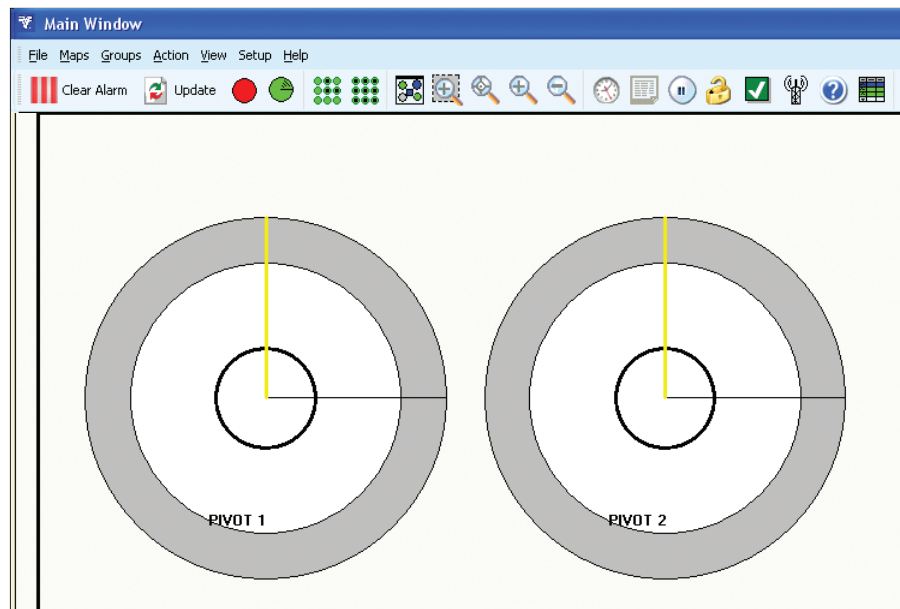 Main Window
File Maps Groups Action View Setup Help
Clear Alarm Update
PIVOT 1 PIVOT 2